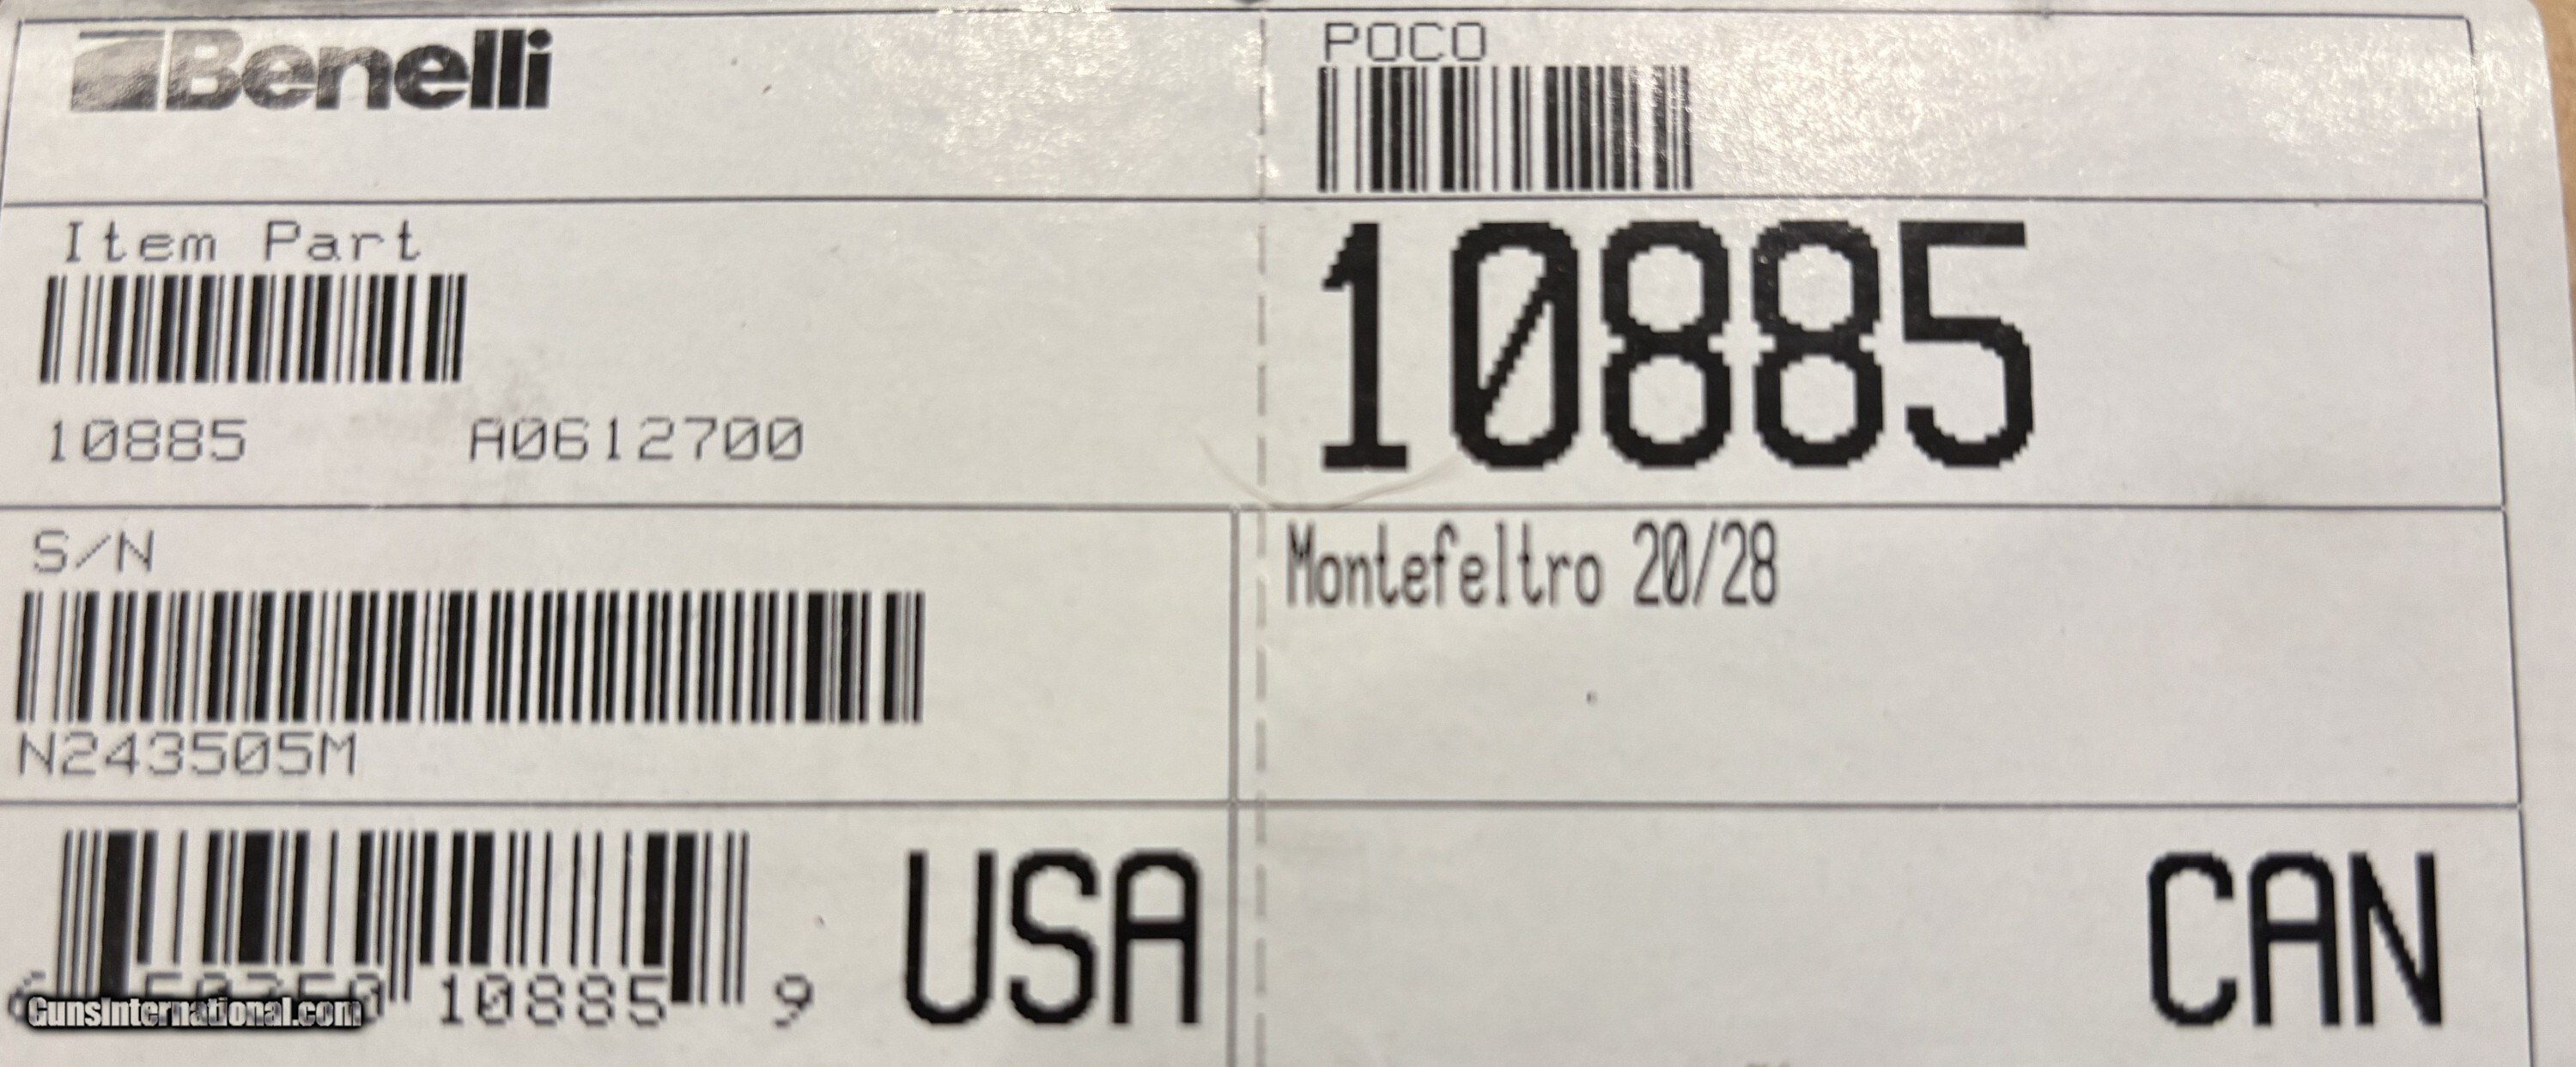 Benelli
POCO
Item Part
10885 A0612700
10885
S/N
N243505M
Montefeltro 20/28
10885 9
USA
CAN
GunsInternational.com